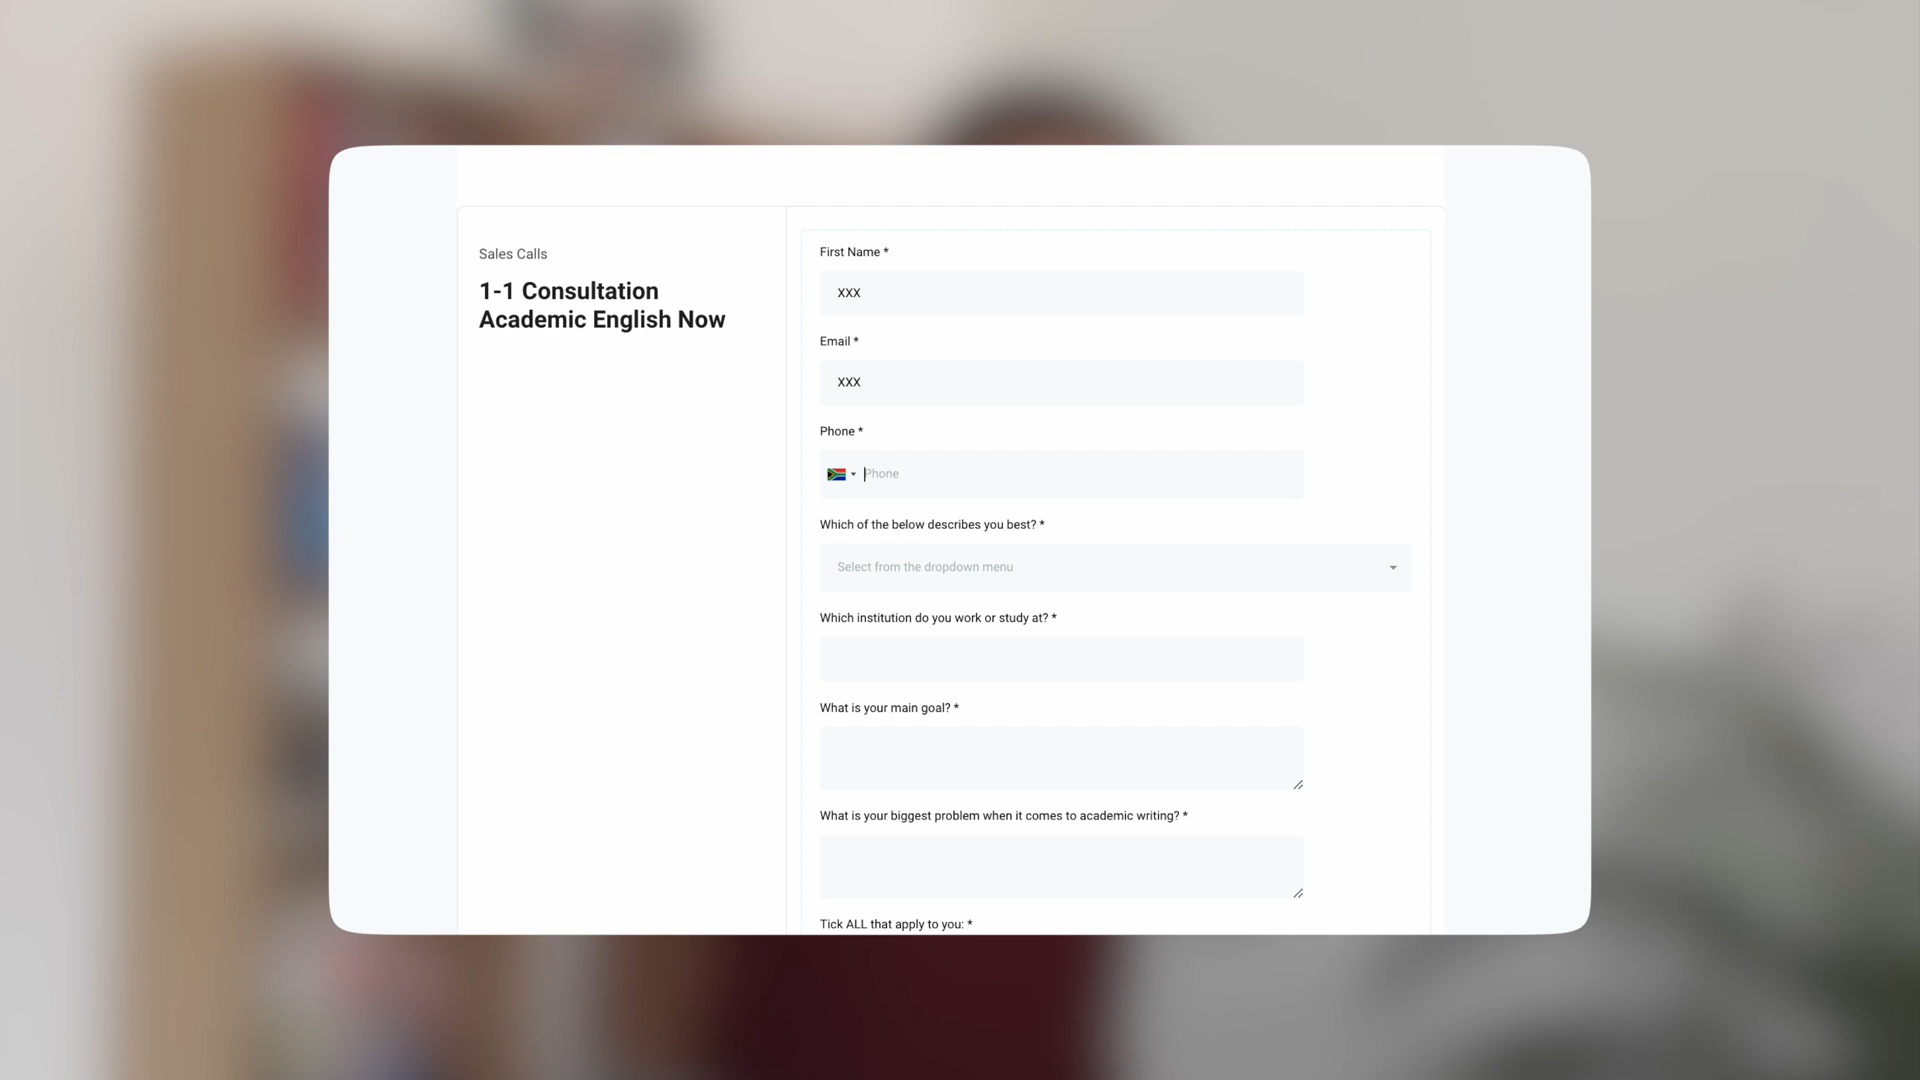 Sales Calls
1-1 Consultation
Academic English Now
First Name *
XXX
Email *
XXX
Phone *
Phone
Which of the below describes you best? *
Select from the dropdown menu
Which institution do you work or study at? *
What is your main goal? *
What is your biggest problem when it comes to academic writing? *
Tick ALL that apply to you: *